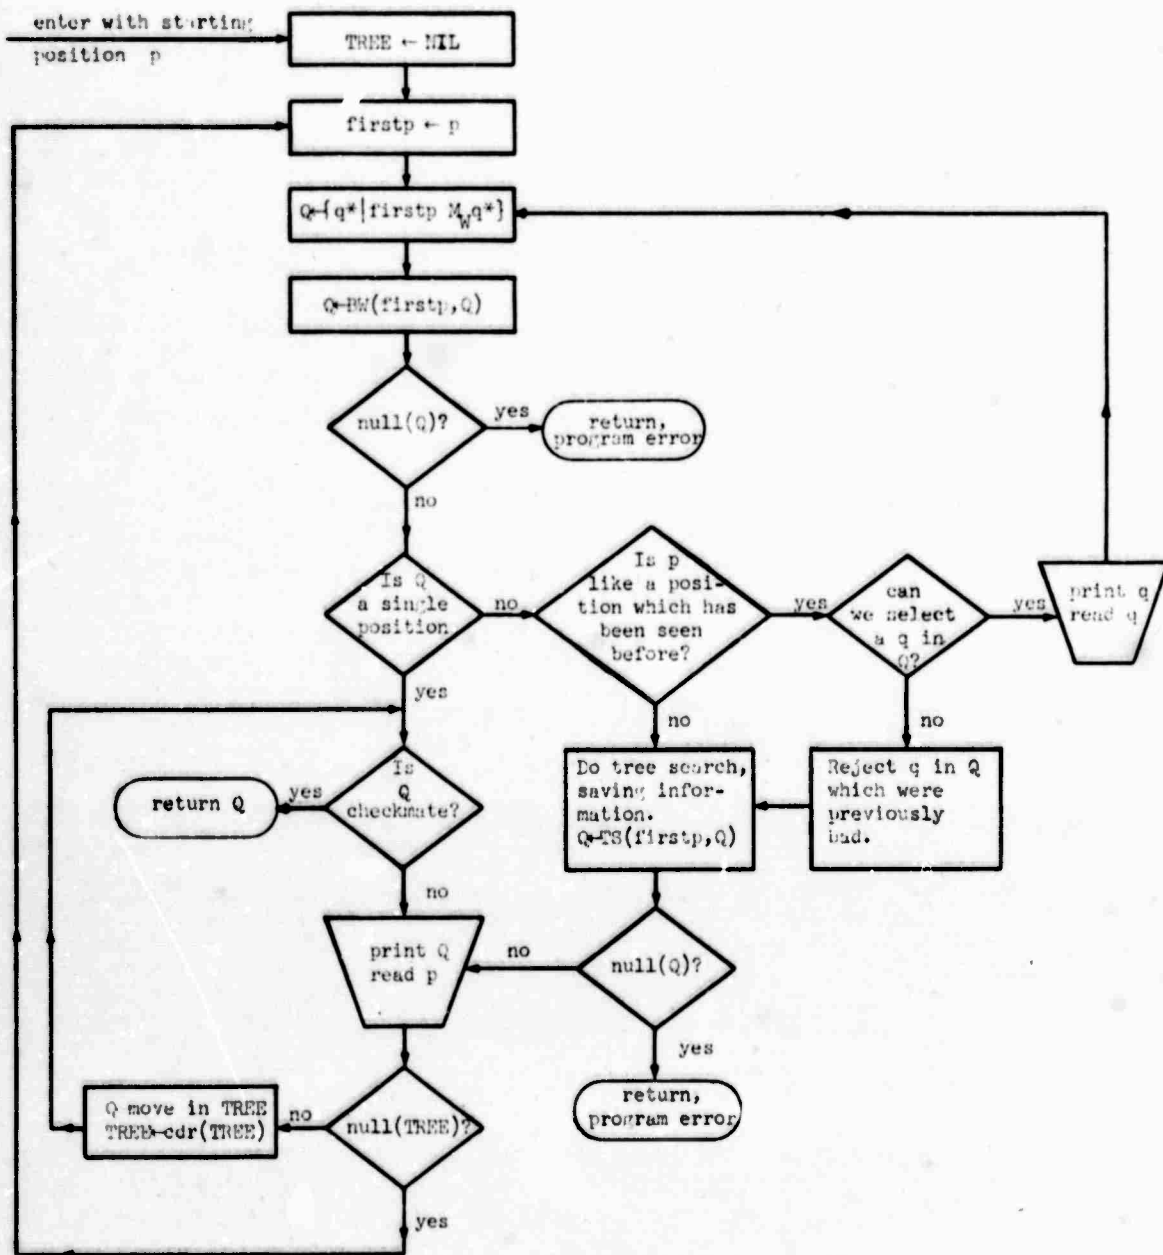 enter with starting
position p
TREE ← NIL
firstp ← p
Q←{q*|firstp M_W q*}
Q←BW(firstp,Q)
null(Q)?
yes
return,
program error
no
Is Q
a single
position
no
Is p
like a posi-
tion which has
been seen
before?
yes
can
we select
a q in
Q?
yes
print q
read q
yes
no
no
Is
Q
checkmate?
yes
return Q
Do tree search,
saving infor-
mation.
Q←TS(firstp,Q)
Reject q in Q
which were
previously
bad.
no
print Q
read p
no
null(Q)?
yes
return,
program error
null(TREE)?
no
Q move in TREE
TREE←cdr(TREE)
yes